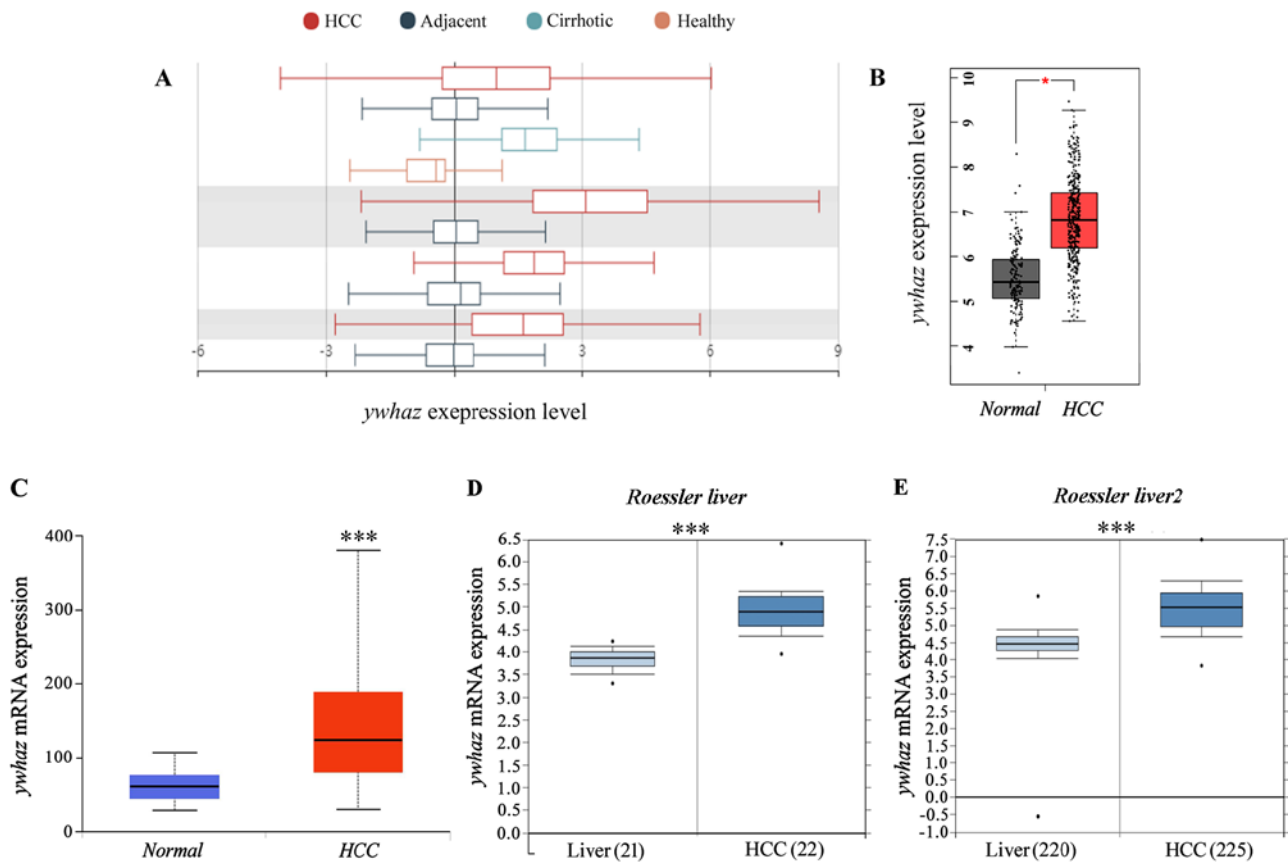 HCC Adjacent Cirrhotic Healthy
A
-6 -3 3 6 9
ywhaz exepression level
B
ywhaz exepression level
10
9
8
7
6
5
4
Normal HCC
C
ywhaz mRNA expression
400
300
200
100
0
***
Normal HCC
D
Roessler liver
***
ywhaz mRNA expression
6.5
6.0
5.5
5.0
4.5
4.0
3.5
3.0
2.5
2.0
1.5
1.0
0.5
0.0
Liver (21) HCC (22)
E
Roessler liver2
***
ywhaz mRNA expression
7.5
7.0
6.5
6.0
5.5
5.0
4.5
4.0
3.5
3.0
2.5
2.0
1.5
1.0
0.5
0.0
-0.5
-1.0
Liver (220) HCC (225)